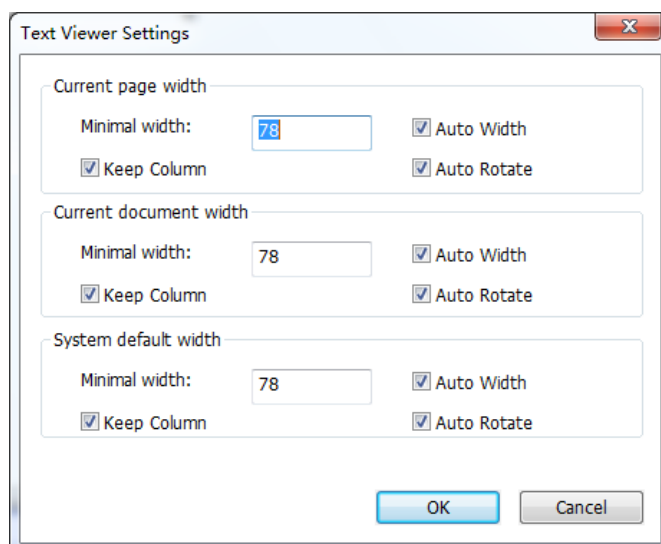 Text Viewer Settings
Current page width
Minimal width: 78 Auto Width
Keep Column Auto Rotate
Current document width
Minimal width: 78 Auto Width
Keep Column Auto Rotate
System default width
Minimal width: 78 Auto Width
Keep Column Auto Rotate
OK Cancel